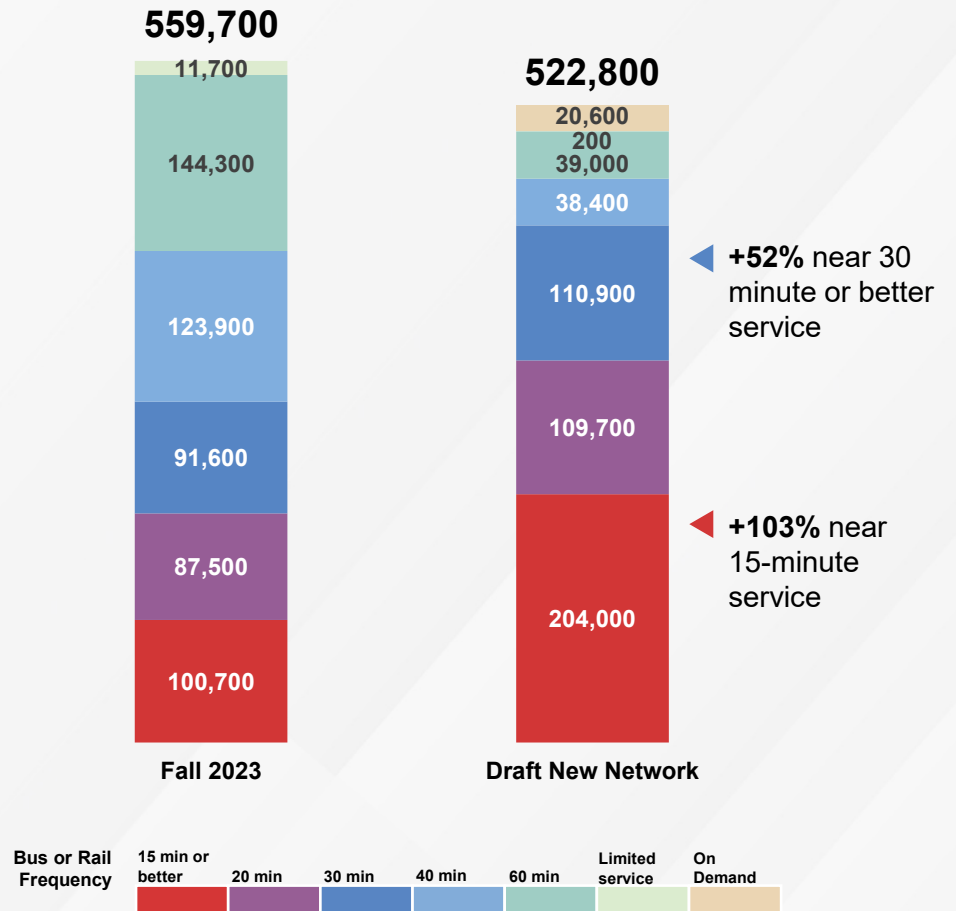 559,700
11,700
144,300
123,900
91,600
87,500
100,700
Fall 2023
522,800
20,600
200
39,000
38,400
110,900
109,700
204,000
Draft New Network
+52% near 30
minute or better
service
+103% near
15-minute
service
Bus or Rail
Frequency
15 min or
better
20 min
30 min
40 min
60 min
Limited
service
On
Demand